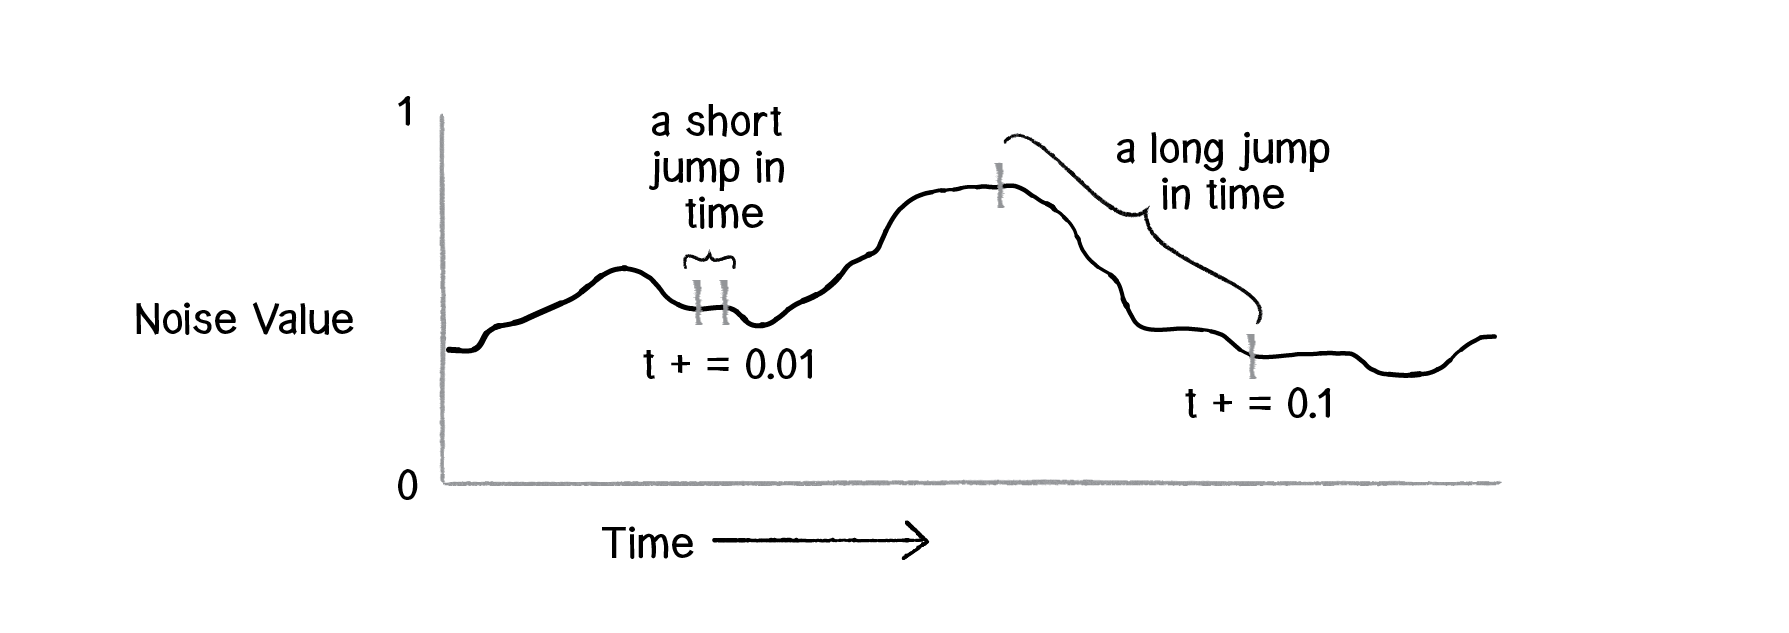 1
a short
jump in
time
a long jump
in time
Noise Value
t + = 0.01
t + = 0.1
0
Time